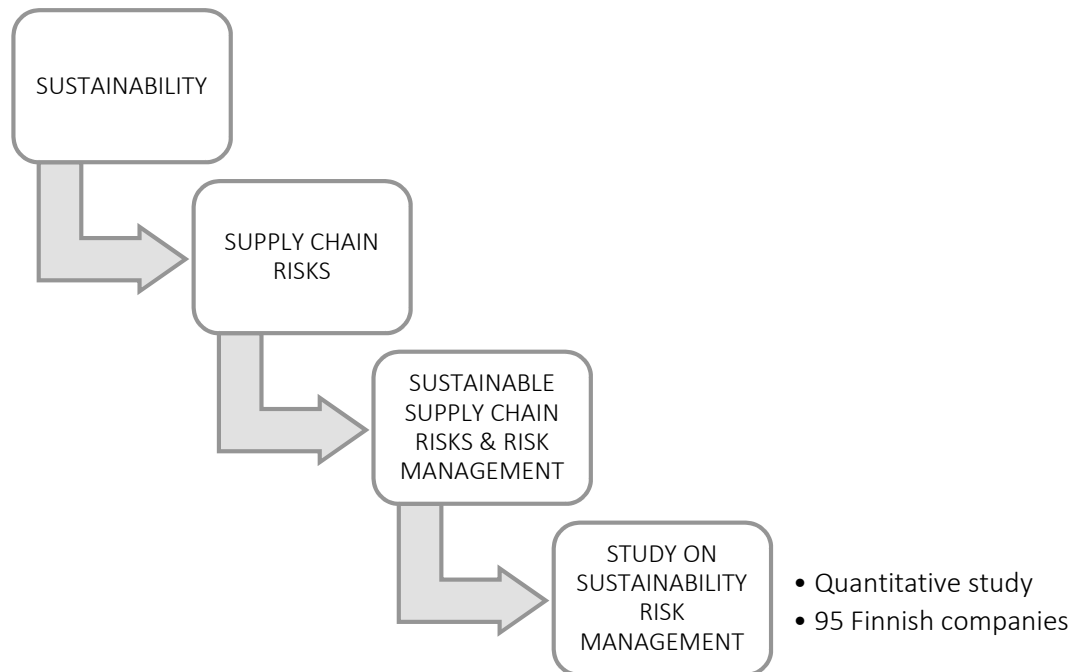 SUSTAINABILITY
SUPPLY CHAIN
RISKS
SUSTAINABLE
SUPPLY CHAIN
RISKS & RISK
MANAGEMENT
STUDY ON
SUSTAINABILITY
RISK
MANAGEMENT
• Quantitative study
• 95 Finnish companies